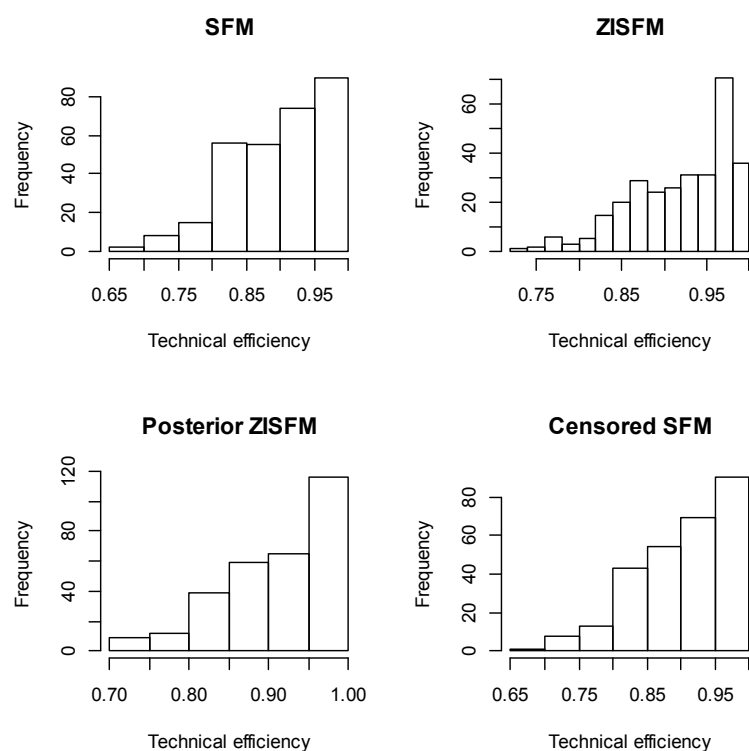 SFM
Frequency
0 20 40 60 80
0.65 0.75 0.85 0.95
Technical efficiency
ZISFM
Frequency
0 20 40 60
0.75 0.85 0.95
Technical efficiency
Posterior ZISFM
Frequency
0 40 80 120
0.70 0.80 0.90 1.00
Technical efficiency
Censored SFM
Frequency
0 20 40 60 80
0.65 0.75 0.85 0.95
Technical efficiency